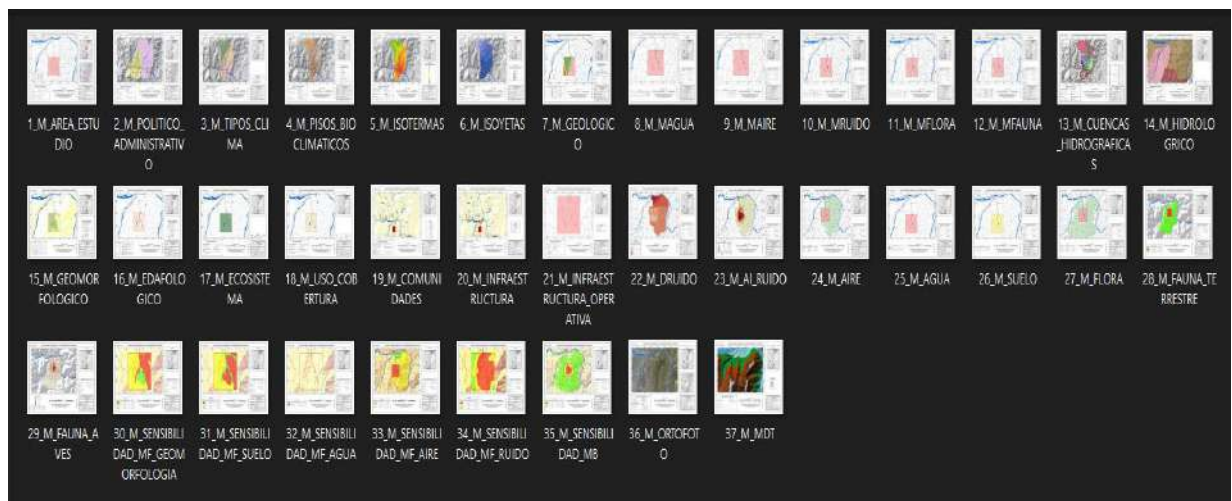 1_M_AREA_ESTU
DIO
2_M_POLITICO_
ADMINISTRATIV
O
3_M_TIPOS_CLI
MA
4_M_PISOS_BIO
CLIMATICOS
5_M_ISOTERMAS
6_M_ISOYETAS
7_M_GEOLOGIC
O
8_M_MAGUA
9_M_MAIRE
10_M_MRUIDO
11_M_MFLORA
12_M_MFAUNA
13_M_CUENCAS
_HIDROGRAFICA
S
14_M_HIDROLO
GRICO
15_M_GEOMOR
FOLOGICO
16_M_EDAFOLO
GICO
17_M_ECOSISTE
MA
18_M_USO_COB
ERTURA
19_M_COMUNI
DADES
20_M_INFRAEST
RUCTURA
21_M_INFRAEST
RUCTURA_OPER
ATIVA
22_M_DRUIDO
23_M_AI_RUIDO
24_M_AIRE
25_M_AGUA
26_M_SUELO
27_M_FLORA
28_M_FAUNA_TE
RRESTRE
29_M_FAUNA_A
VES
30_M_SENSIBILI
DAD_MF_GEOM
ORFOLOGIA
31_M_SENSIBILI
DAD_MF_SUELO
32_M_SENSIBILI
DAD_MF_AGUA
33_M_SENSIBILI
DAD_MF_AIRE
34_M_SENSIBILI
DAD_MF_RUIDO
35_M_SENSIBILI
DAD_MB
36_M_ORTOFOT
O
37_M_MDT